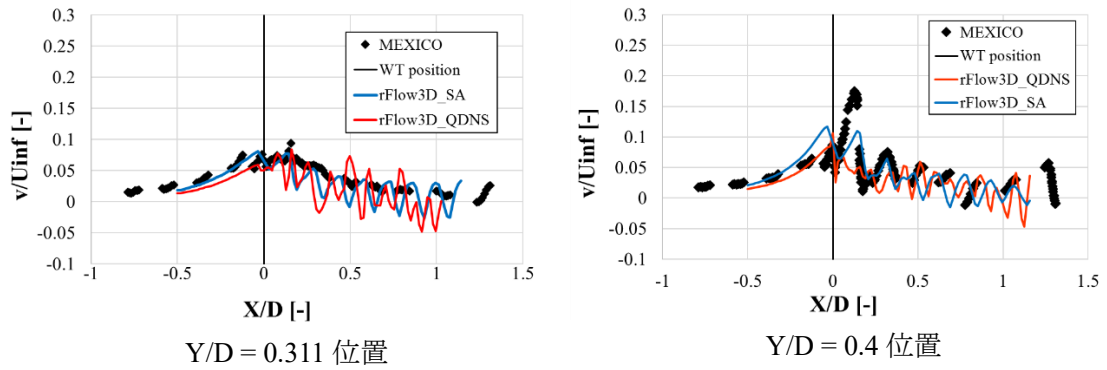 0.3
0.25
0.2
0.15
0.1
0.05
0
-0.05
-0.1
v/Uinf [-]
-1
-0.5
0
0.5
1
1.5
X/D [-]
MEXICO
WT position
rFlow3D_SA
rFlow3D_QDNS
Y/D = 0.311 位置
0.3
0.25
0.2
0.15
0.1
0.05
0
-0.05
-0.1
v/Uinf [-]
-1
-0.5
0
0.5
1
1.5
X/D [-]
MEXICO
WT position
rFlow3D_QDNS
rFlow3D_SA
Y/D = 0.4 位置